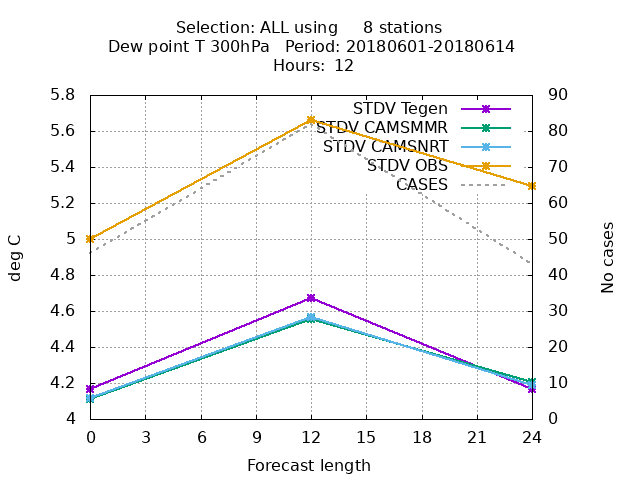 Selection: ALL using     8 stations
Dew point T 300hPa   Period: 20180601-20180614
Hours: 12
5.8
5.6
5.4
5.2
5
4.8
4.6
4.4
4.2
4
90
80
70
60
50
40
30
20
10
0
STDV Tegen
STDV CAMSMMR
STDV CAMSNRT
STDV OBS
CASES
deg C
No cases
0 3 6 9 12 15 18 21 24
Forecast length